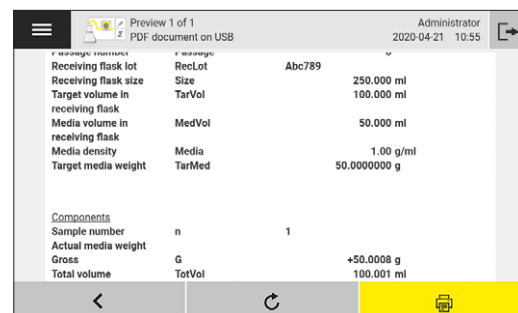 Preview 1 of 1
PDF document on USB
Administrator
2020-04-21 10:55
Passage number Passage
Receiving flask lot RecLot Abc789
Receiving flask size Size 250.000 ml
Target volume in TarVol 100.000 ml
receiving flask
Media volume in MedVol 50.000 ml
receiving flask
Media density Media 1.00 g/ml
Target media weight TarMed 50.0000000 g
Components
Sample number n 1
Actual media weight
Gross G +50.0008 g
Total volume TotVol 100.001 ml